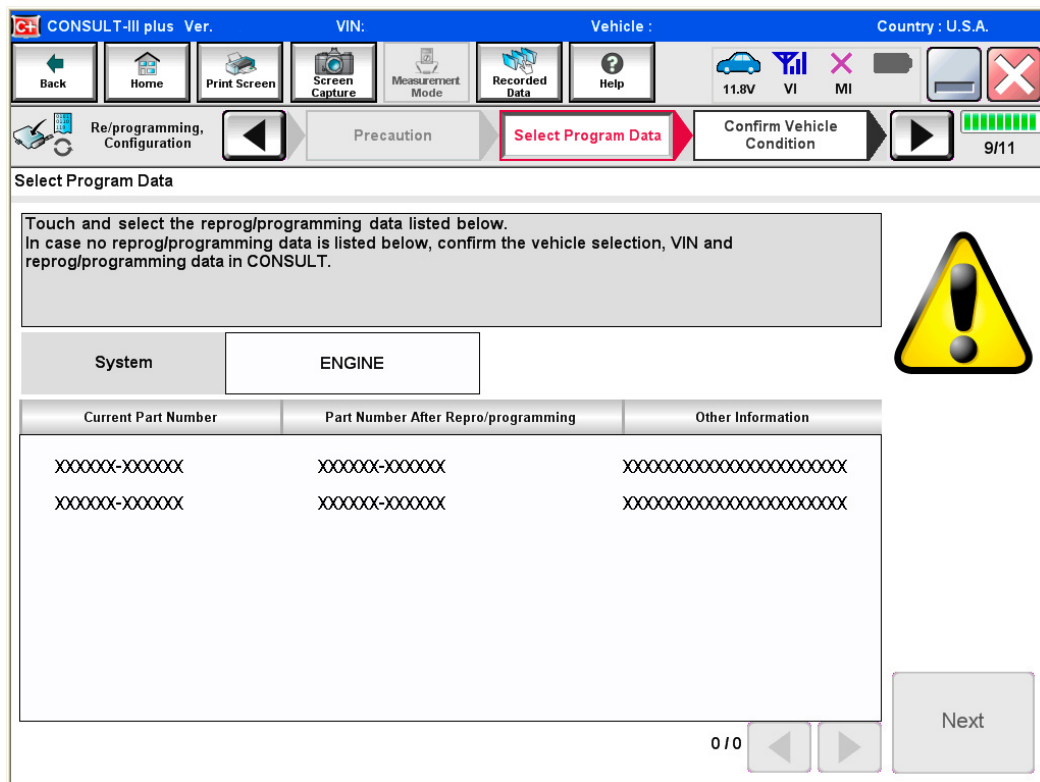 C+ CONSULT-III plus Ver. VIN: Vehicle : Country : U.S.A.
Back
Home
Print Screen
Screen
Capture
Measurement
Mode
Recorded
Data
Help
11.8V VI MI
Re/programming,
Configuration
Precaution
Select Program Data
Confirm Vehicle
Condition
9/11
Select Program Data
Touch and select the reprog/programming data listed below.
In case no reprog/programming data is listed below, confirm the vehicle selection, VIN and
reprog/programming data in CONSULT.
System ENGINE
Current Part Number Part Number After Repro/programming Other Information
XXXXXX-XXXXXX XXXXXX-XXXXXX XXXXXXXXXXXXXXXXXXXXXX
XXXXXX-XXXXXX XXXXXX-XXXXXX XXXXXXXXXXXXXXXXXXXXXX
0/0
Next